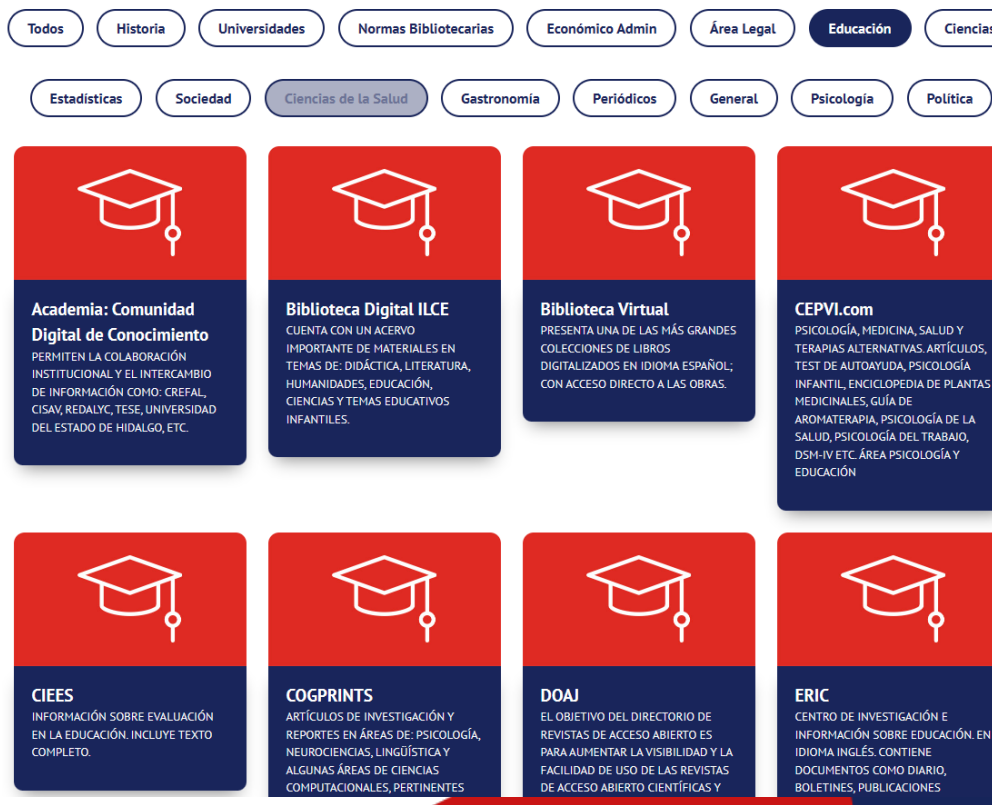 Todos
Historia
Universidades
Normas Bibliotecarias
Económico Admin
Área Legal
Educación
Ciencias
Estadísticas
Sociedad
Ciencias de la Salud
Gastronomía
Periódicos
General
Psicología
Política
Academia: Comunidad
Digital de Conocimiento
PERMITEN LA COLABORACIÓN
INSTITUCIONAL Y EL INTERCAMBIO
DE INFORMACIÓN COMO: CREFAL,
CISAV, REDALYC, TESE, UNIVERSIDAD
DEL ESTADO DE HIDALGO, ETC.
Biblioteca Digital ILCE
CUENTA CON UN ACERVO
IMPORTANTE DE MATERIALES EN
TEMAS DE: DIDÁCTICA, LITERATURA,
HUMANIDADES, EDUCACIÓN,
CIENCIAS Y TEMAS EDUCATIVOS
INFANTILES.
Biblioteca Virtual
PRESENTA UNA DE LAS MÁS GRANDES
COLECCIONES DE LIBROS
DIGITALIZADOS EN IDIOMA ESPAÑOL;
CON ACCESO DIRECTO A LAS OBRAS.
CEPVI.com
PSICOLOGÍA, MEDICINA, SALUD Y
TERAPIAS ALTERNATIVAS. ARTÍCULOS,
TEST DE AUTOAYUDA, PSICOLOGÍA
INFANTIL, ENCICLOPEDIA DE PLANTAS
MEDICINALES, GUÍA DE
AROMATERAPIA, PSICOLOGÍA DE LA
SALUD, PSICOLOGÍA DEL TRABAJO,
DSM-IV ETC. ÁREA PSICOLOGÍA Y
EDUCACIÓN
CIEES
INFORMACIÓN SOBRE EVALUACIÓN
EN LA EDUCACIÓN. INCLUYE TEXTO
COMPLETO.
COGPRINTS
ARTÍCULOS DE INVESTIGACIÓN Y
REPORTES EN ÁREAS DE: PSICOLOGÍA,
NEUROCIENCIAS, LINGÜÍSTICA Y
ALGUNAS ÁREAS DE CIENCIAS
COMPUTACIONALES, PERTINENTES
DOAJ
EL OBJETIVO DEL DIRECTORIO DE
REVISTAS DE ACCESO ABIERTO ES
PARA AUMENTAR LA VISIBILIDAD Y LA
FACILIDAD DE USO DE LAS REVISTAS
DE ACCESO ABIERTO CIENTÍFICAS Y
ERIC
CENTRO DE INVESTIGACIÓN E
INFORMACIÓN SOBRE EDUCACIÓN. EN
IDIOMA INGLÉS. CONTIENE
DOCUMENTOS COMO DIARIO,
BOLETINES, PUBLICACIONES